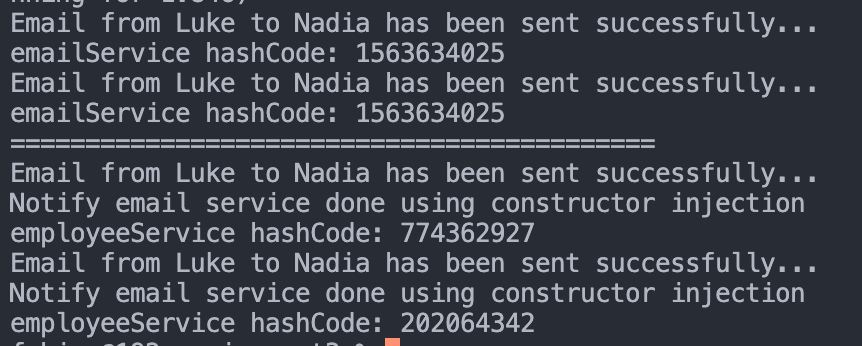 Email from Luke to Nadia has been sent successfully...
emailService hashCode: 1563634025
Email from Luke to Nadia has been sent successfully...
emailService hashCode: 1563634025
===========================================
Email from Luke to Nadia has been sent successfully...
Notify email service done using constructor injection
employeeService hashCode: 774362927
Email from Luke to Nadia has been sent successfully...
Notify email service done using constructor injection
employeeService hashCode: 202064342